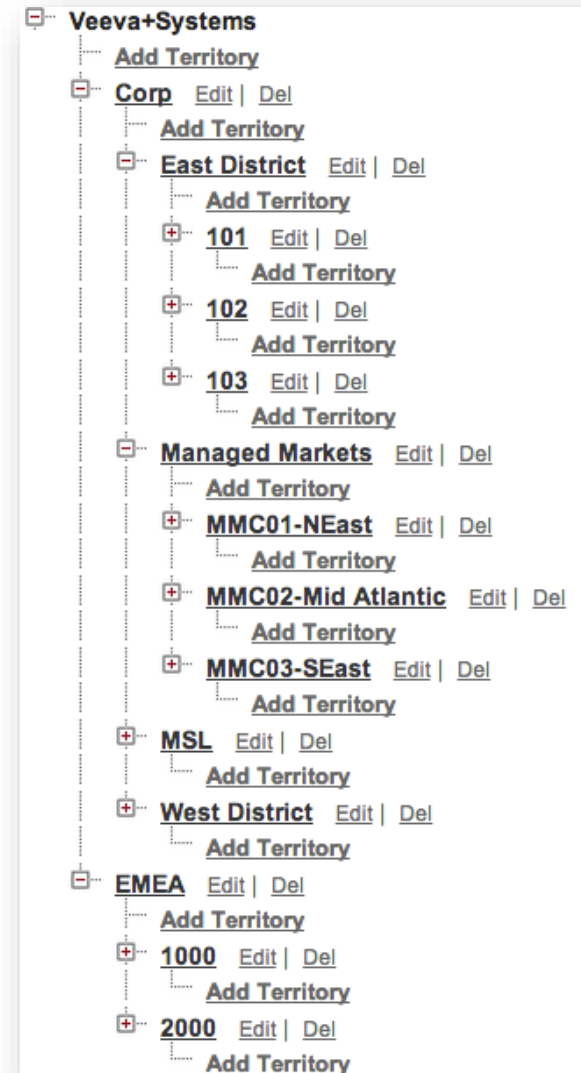 Veeva+Systems
Add Territory
Corp Edit | Del
Add Territory
East District Edit | Del
Add Territory
101 Edit | Del
Add Territory
102 Edit | Del
Add Territory
103 Edit | Del
Add Territory
Managed Markets Edit | Del
Add Territory
MMC01-NEast Edit | Del
Add Territory
MMC02-Mid Atlantic Edit | Del
Add Territory
MMC03-SEast Edit | Del
Add Territory
MSL Edit | Del
Add Territory
West District Edit | Del
Add Territory
EMEA Edit | Del
Add Territory
1000 Edit | Del
Add Territory
2000 Edit | Del
Add Territory